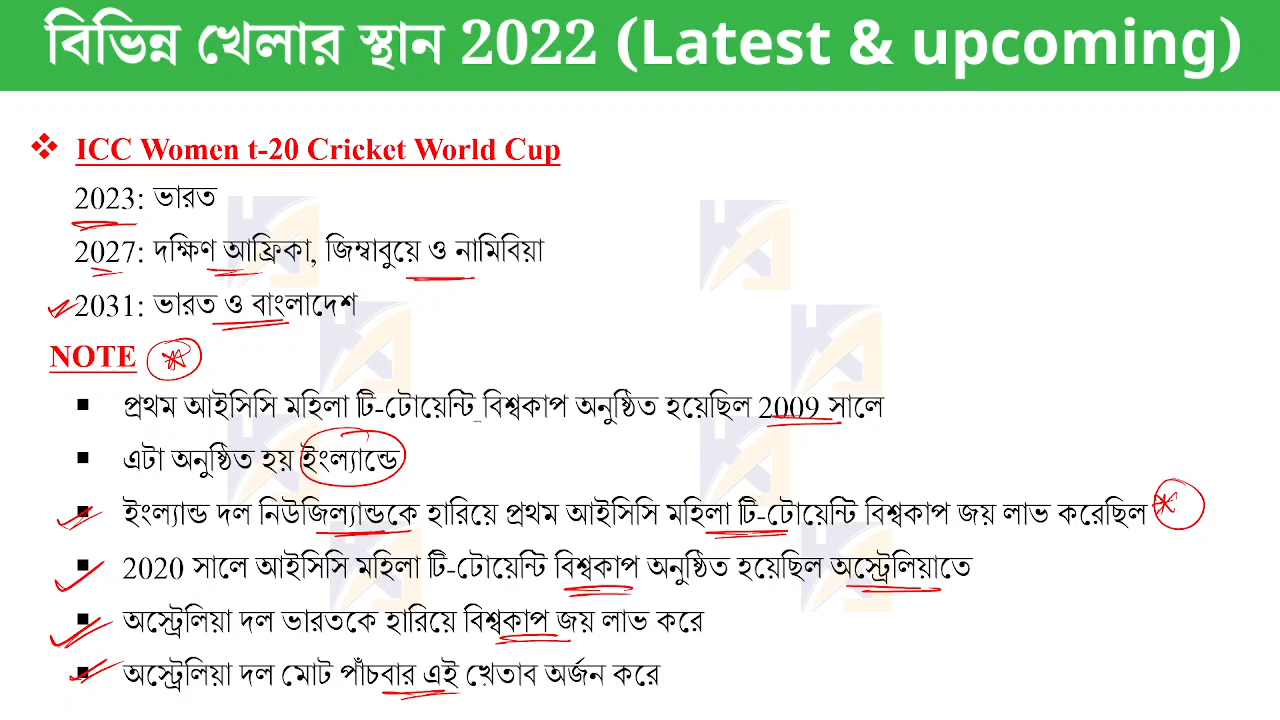 বিভিন্ন খেলার স্থান 2022 (Latest & upcoming)
❖ ICC Women t-20 Cricket World Cup
2023: ভারত
2027: দক্ষিণ আফ্রিকা, জিম্বাবুয়ে ও নামিবিয়া
2031: ভারত ও বাংলাদেশ
NOTE
▪ প্রথম আইসিসি মহিলা টি-টোয়েন্টি বিশ্বকাপ অনুষ্ঠিত হয়েছিল 2009 সালে
▪ এটা অনুষ্ঠিত হয় ইংল্যান্ডে
▪ ইংল্যান্ড দল নিউজিল্যান্ডকে হারিয়ে প্রথম আইসিসি মহিলা টি-টোয়েন্টি বিশ্বকাপ জয় লাভ করেছিল
▪ 2020 সালে আইসিসি মহিলা টি-টোয়েন্টি বিশ্বকাপ অনুষ্ঠিত হয়েছিল অস্ট্রেলিয়াতে
▪ অস্ট্রেলিয়া দল ভারতকে হারিয়ে বিশ্বকাপ জয় লাভ করে
▪ অস্ট্রেলিয়া দল মোট পাঁচবার এই খেতাব অর্জন করে